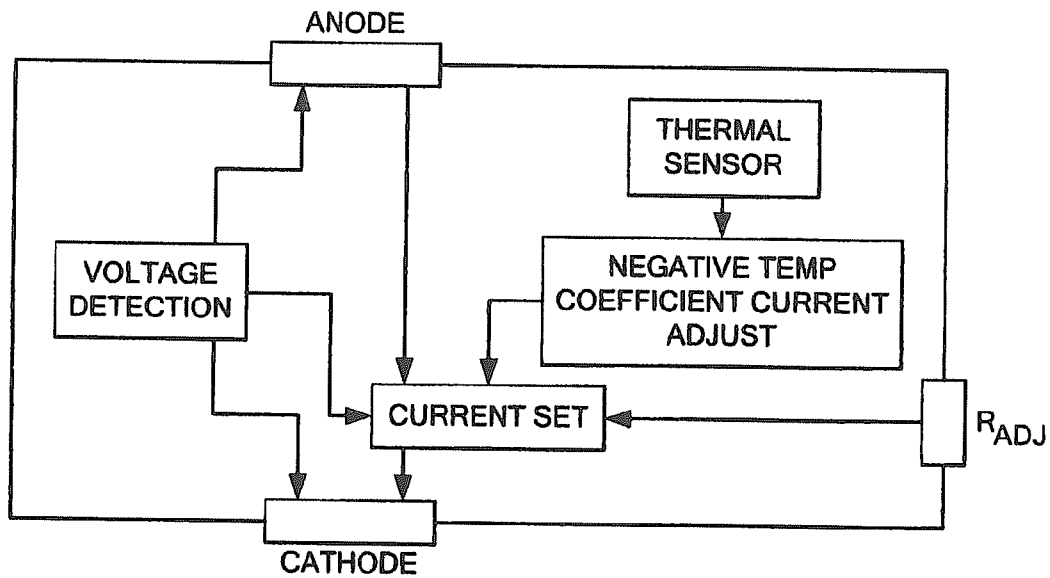 ANODE
THERMAL
SENSOR
VOLTAGE
DETECTION
NEGATIVE TEMP
COEFFICIENT CURRENT
ADJUST
CURRENT SET
RADJ
CATHODE